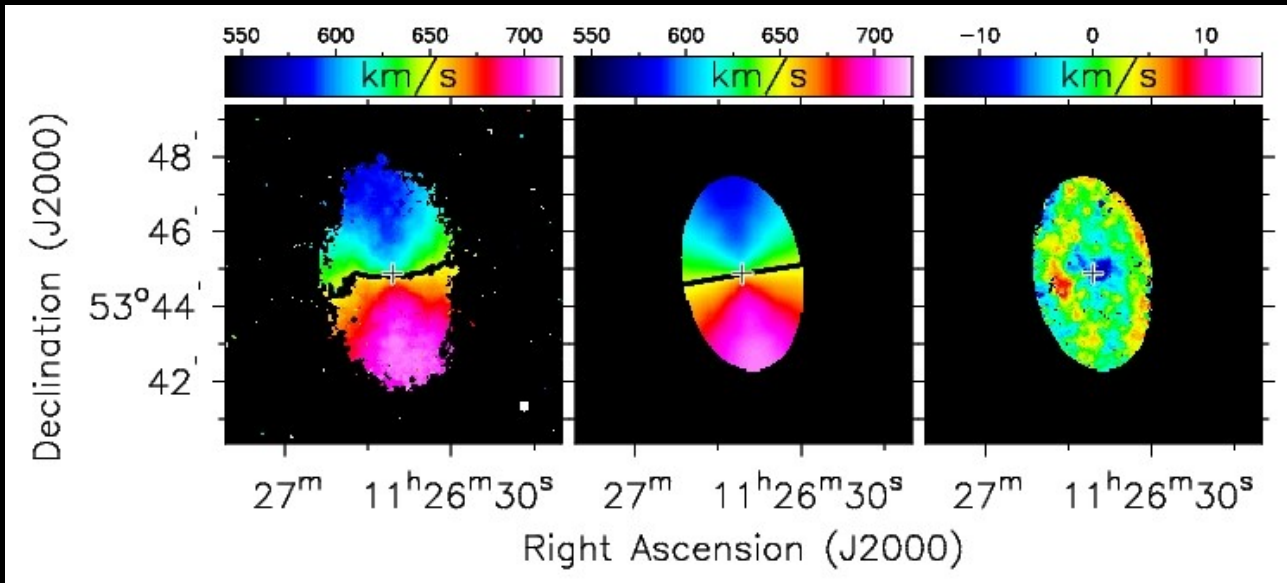 550 600 650 700 550 600 650 700 −10 0 10
km/s km/s km/s
48'
46'
53°44'
42'
Declination (J2000)
27ᵐ 11ʰ26ᵐ30ˢ 27ᵐ 11ʰ26ᵐ30ˢ 27ᵐ 11ʰ26ᵐ30ˢ
Right Ascension (J2000)